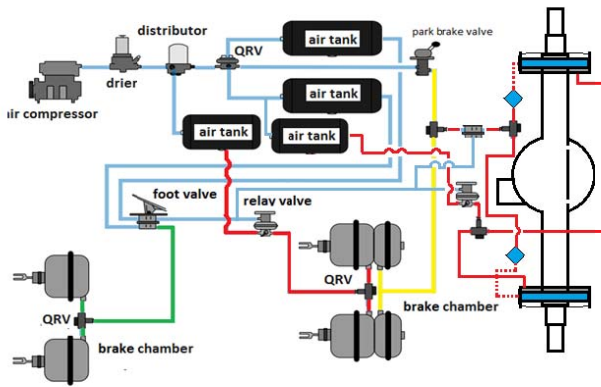 distributor
QRV
air tank
park brake valve
drier
air compressor
air tank
air tank
air tank
foot valve
relay valve
QRV
QRV
brake chamber
brake chamber